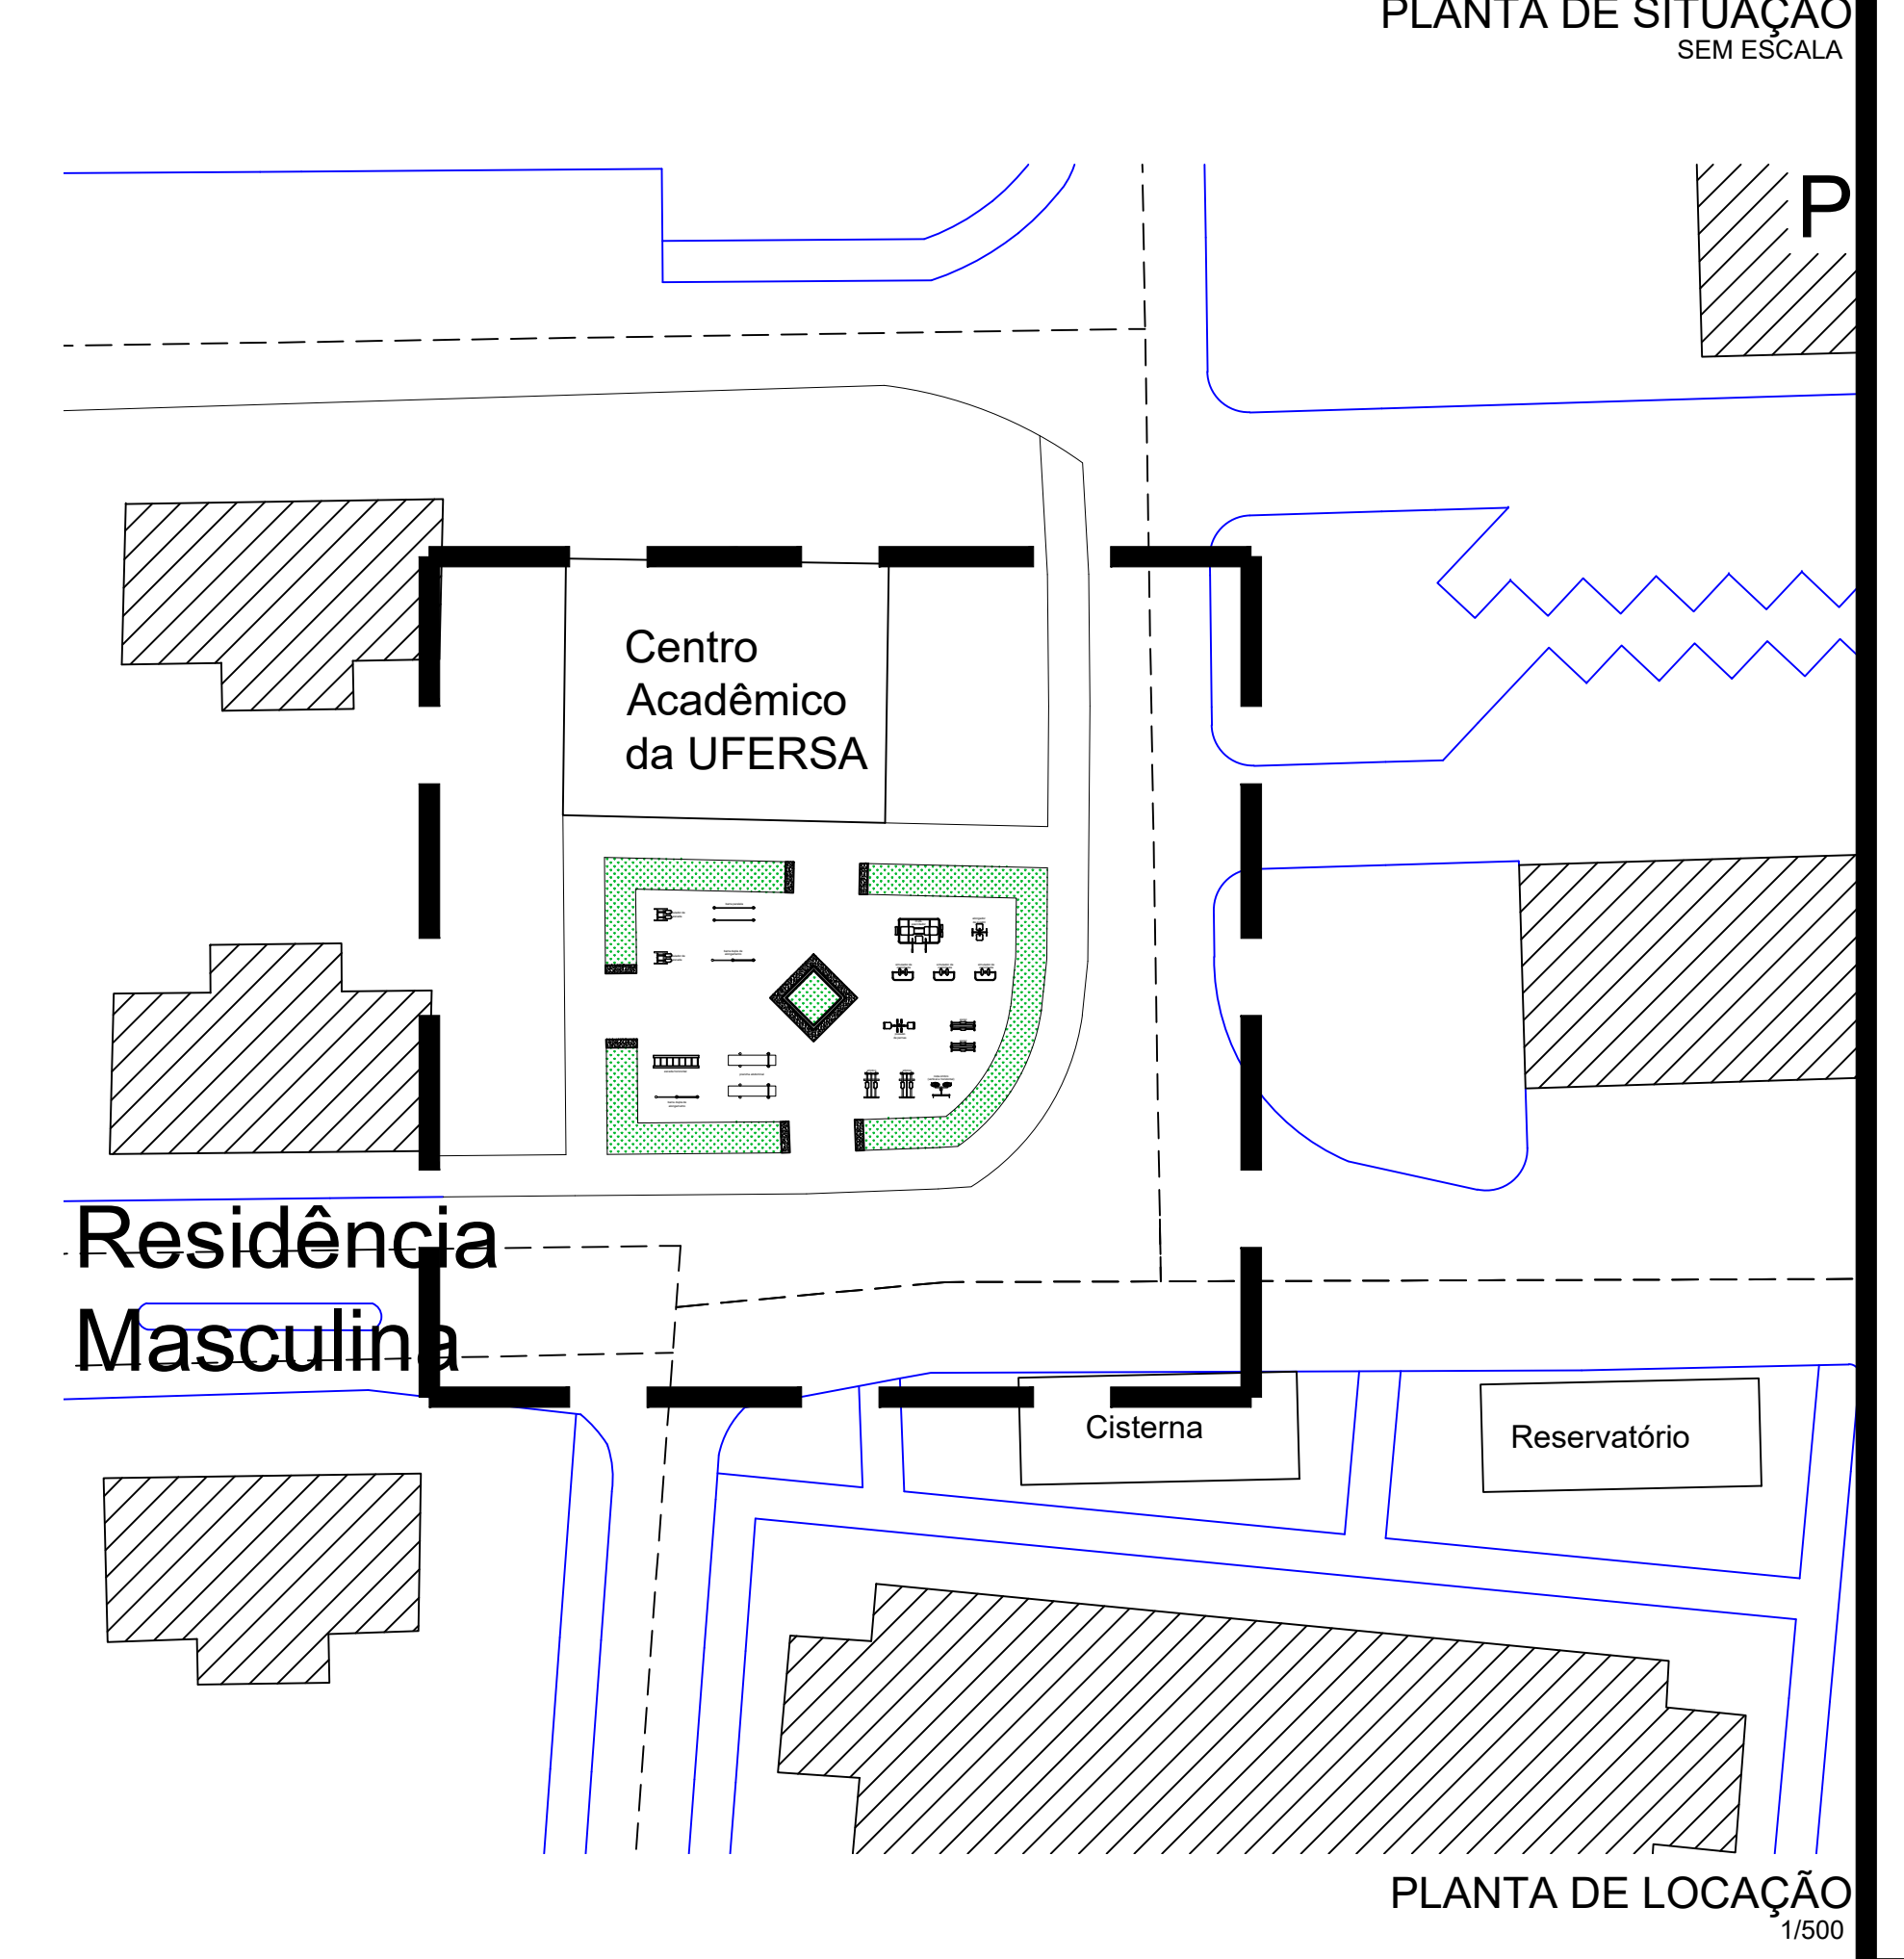 PLANTA DE SITUAÇÃO
SEM ESCALA
P
Centro
Acadêmico
da UFERSA
Residência
Masculina
Cisterna
Reservatório
PLANTA DE LOCAÇÃO
1/500